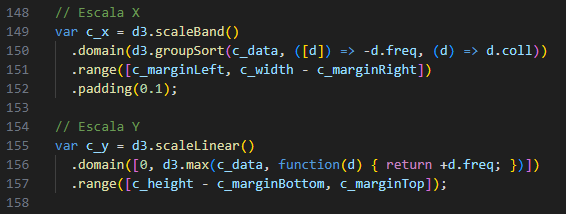 148 // Escala X
149 var c_x = d3.scaleBand()
150 .domain(d3.groupSort(c_data, ([d]) => -d.freq, (d) => d.coll))
151 .range([c_marginLeft, c_width - c_marginRight])
152 .padding(0.1);
153
154 // Escala Y
155 var c_y = d3.scaleLinear()
156 .domain([0, d3.max(c_data, function(d) { return +d.freq; })])
157 .range([c_height - c_marginBottom, c_marginTop]);
158